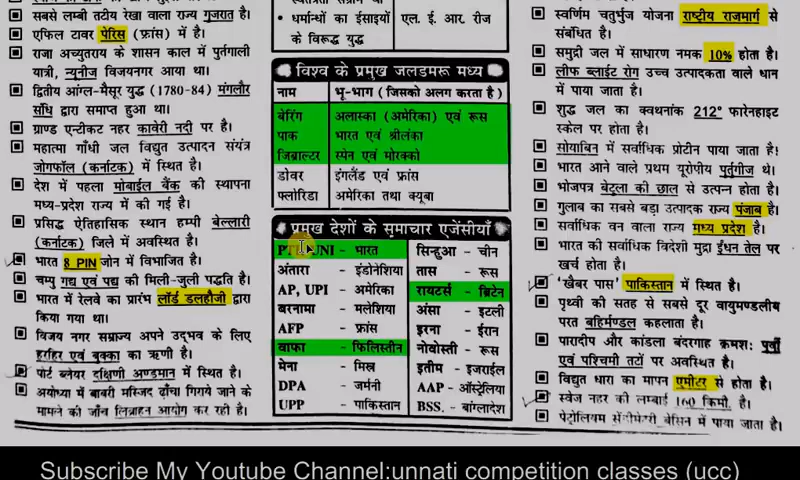 सबसे लम्बी तटीय रेखा वाला राज्य गुजरात है।
एफिल टावर पेरिस (फ्रांस) में है।
राजा अच्युतराय के शासन काल में पुर्तगाली
यात्री, न्यूनीज विजयनगर आया था।
द्वितीय आंग्ल-मैसूर युद्ध (1780-84) मंगलौर
संधि द्वारा समाप्त हुआ था।
ग्राण्ड एन्टीकट नहर कावेरी नदी पर है।
महात्मा गाँधी जल विद्युत उत्पादन संयंत्र
जोगफॉल (कर्नाटक) में स्थित है।
देश में पहला मोबाईल बैंक की स्थापना
मध्य-प्रदेश राज्य में की गई है।
प्रसिद्ध ऐतिहासिक स्थान हम्पी बेल्लारी
(कर्नाटक) जिले में अवस्थित है।
भारत 8 PIN जोन में विभाजित है।
चम्पु गद्य एवं पद्य की मिली-जुली पद्धति है।
भारत में रेलवे का प्रारंभ लॉर्ड डलहौजी द्वारा
किया गया था।
विजय नगर सम्राज्य अपने उद्भव के लिए
हरिहर एवं बुक्का का ऋणी है।
पोर्ट ब्लेयर दक्षिणी अण्डमान में स्थित है।
अयोध्या में बाबरी मस्जिद ढ़ाँचा गिराये जाने के
मामले की जाँच लिब्राहन आयोग कर रही है।
धर्मान्धों का ईसाइयों एल. ई. आर. रीज
के विरूद्ध युद्ध
विश्व के प्रमुख जलडमरू मध्य
नाम भू-भाग (जिसको अलग करता है)
बेरिंग अलास्का (अमेरिका) एवं रूस
पाक भारत एवं श्रीलंका
जिब्राल्टर स्पेन एवं मोरक्को
डोवर इंगलैंड एवं फ्रांस
फ्लोरिडा अमेरिका तथा क्यूबा
प्रमुख देशों के समाचार एजेंसीयाँ
UNI - भारत सिन्हुआ - चीन
अंतारा - इंडोनेशिया तास - रूस
AP, UPI - अमेरिका रायटर्स - ब्रिटेन
बरनामा - मलेशिया अंसा - इटली
AFP - फ्रांस इरना - ईरान
वाफा - फिलिस्तीन नोवोस्ती - रूस
मेना - मिस्र इतीम - इजराईल
DPA - जर्मनी AAP - ऑस्ट्रेलिया
UPP - पाकिस्तान BSS. - बांग्लादेश
स्वर्णिम चतुर्भुज योजना राष्ट्रीय राजमार्ग से
संबंधित है।
समुद्री जल में साधारण नमक 10% होता है।
लीफ ब्लाईट रोग उच्च उत्पादकता वाले धान
में पाया जाता है।
शुद्ध जल का क्वथनांक 212° फारेनहाइट
स्केल पर होता है।
सोयाबिन में सर्वाधिक प्रोटीन पाया जाता है!
भारत आने वाले प्रथम यूरोपीय पुर्तगीज थे।
भोजपत्र बेटूला की छाल से उत्पन्न होता है।
गुलाब का सबसे बड़ा उत्पादक राज्य पंजाब है।
सर्वाधिक वन वाला राज्य मध्य प्रदेश है।
भारत की सर्वाधिक विदेशी मुद्रा ईंधन तेल पर
खर्च होता है।
'खैबर पास' पाकिस्तान में स्थित है।
पृथ्वी की सतह से सबसे दूर वायुमण्डलीय
परत बहिर्मण्डल कहलाता है।
पारादीप और कांडला बंदरगाह क्रमश: पूर्वी
एवं पश्चिमी तटों पर अवस्थित है।
विद्युत धारा का मापन एमीटर से होता है।
स्वेज नहर की लम्बाई 160 किमी. है।
पेट्रोलियम सेडीमेन्ट्री बेसिन में पाया जाता है।
Subscribe My Youtube Channel:unnati competition classes (ucc)